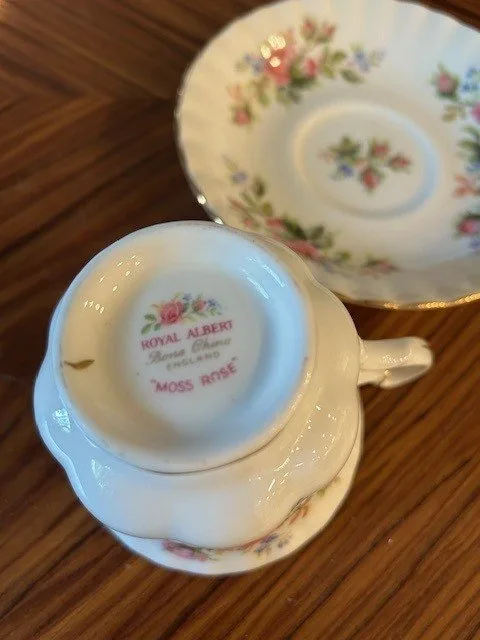 ROYAL ALBERT
Bone China
ENGLAND
"MOSS ROSE"